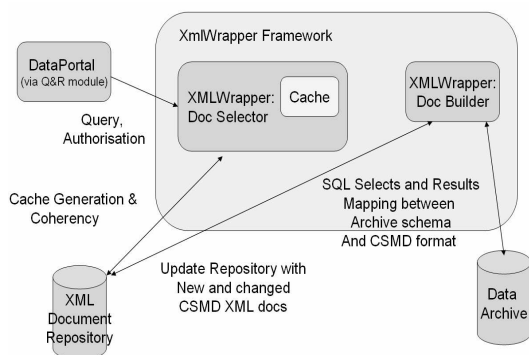 XmlWrapper Framework
DataPortal
(via Q&R module)
XMLWrapper:
Doc Selector
Cache
XMLWrapper:
Doc Builder
Query,
Authorisation
Cache Generation &
Coherency
SQL Selects and Results
Mapping between
Archive schema
And CSMD format
Update Repository with
New and changed
CSMD XML docs
XML
Document
Repository
Data
Archive